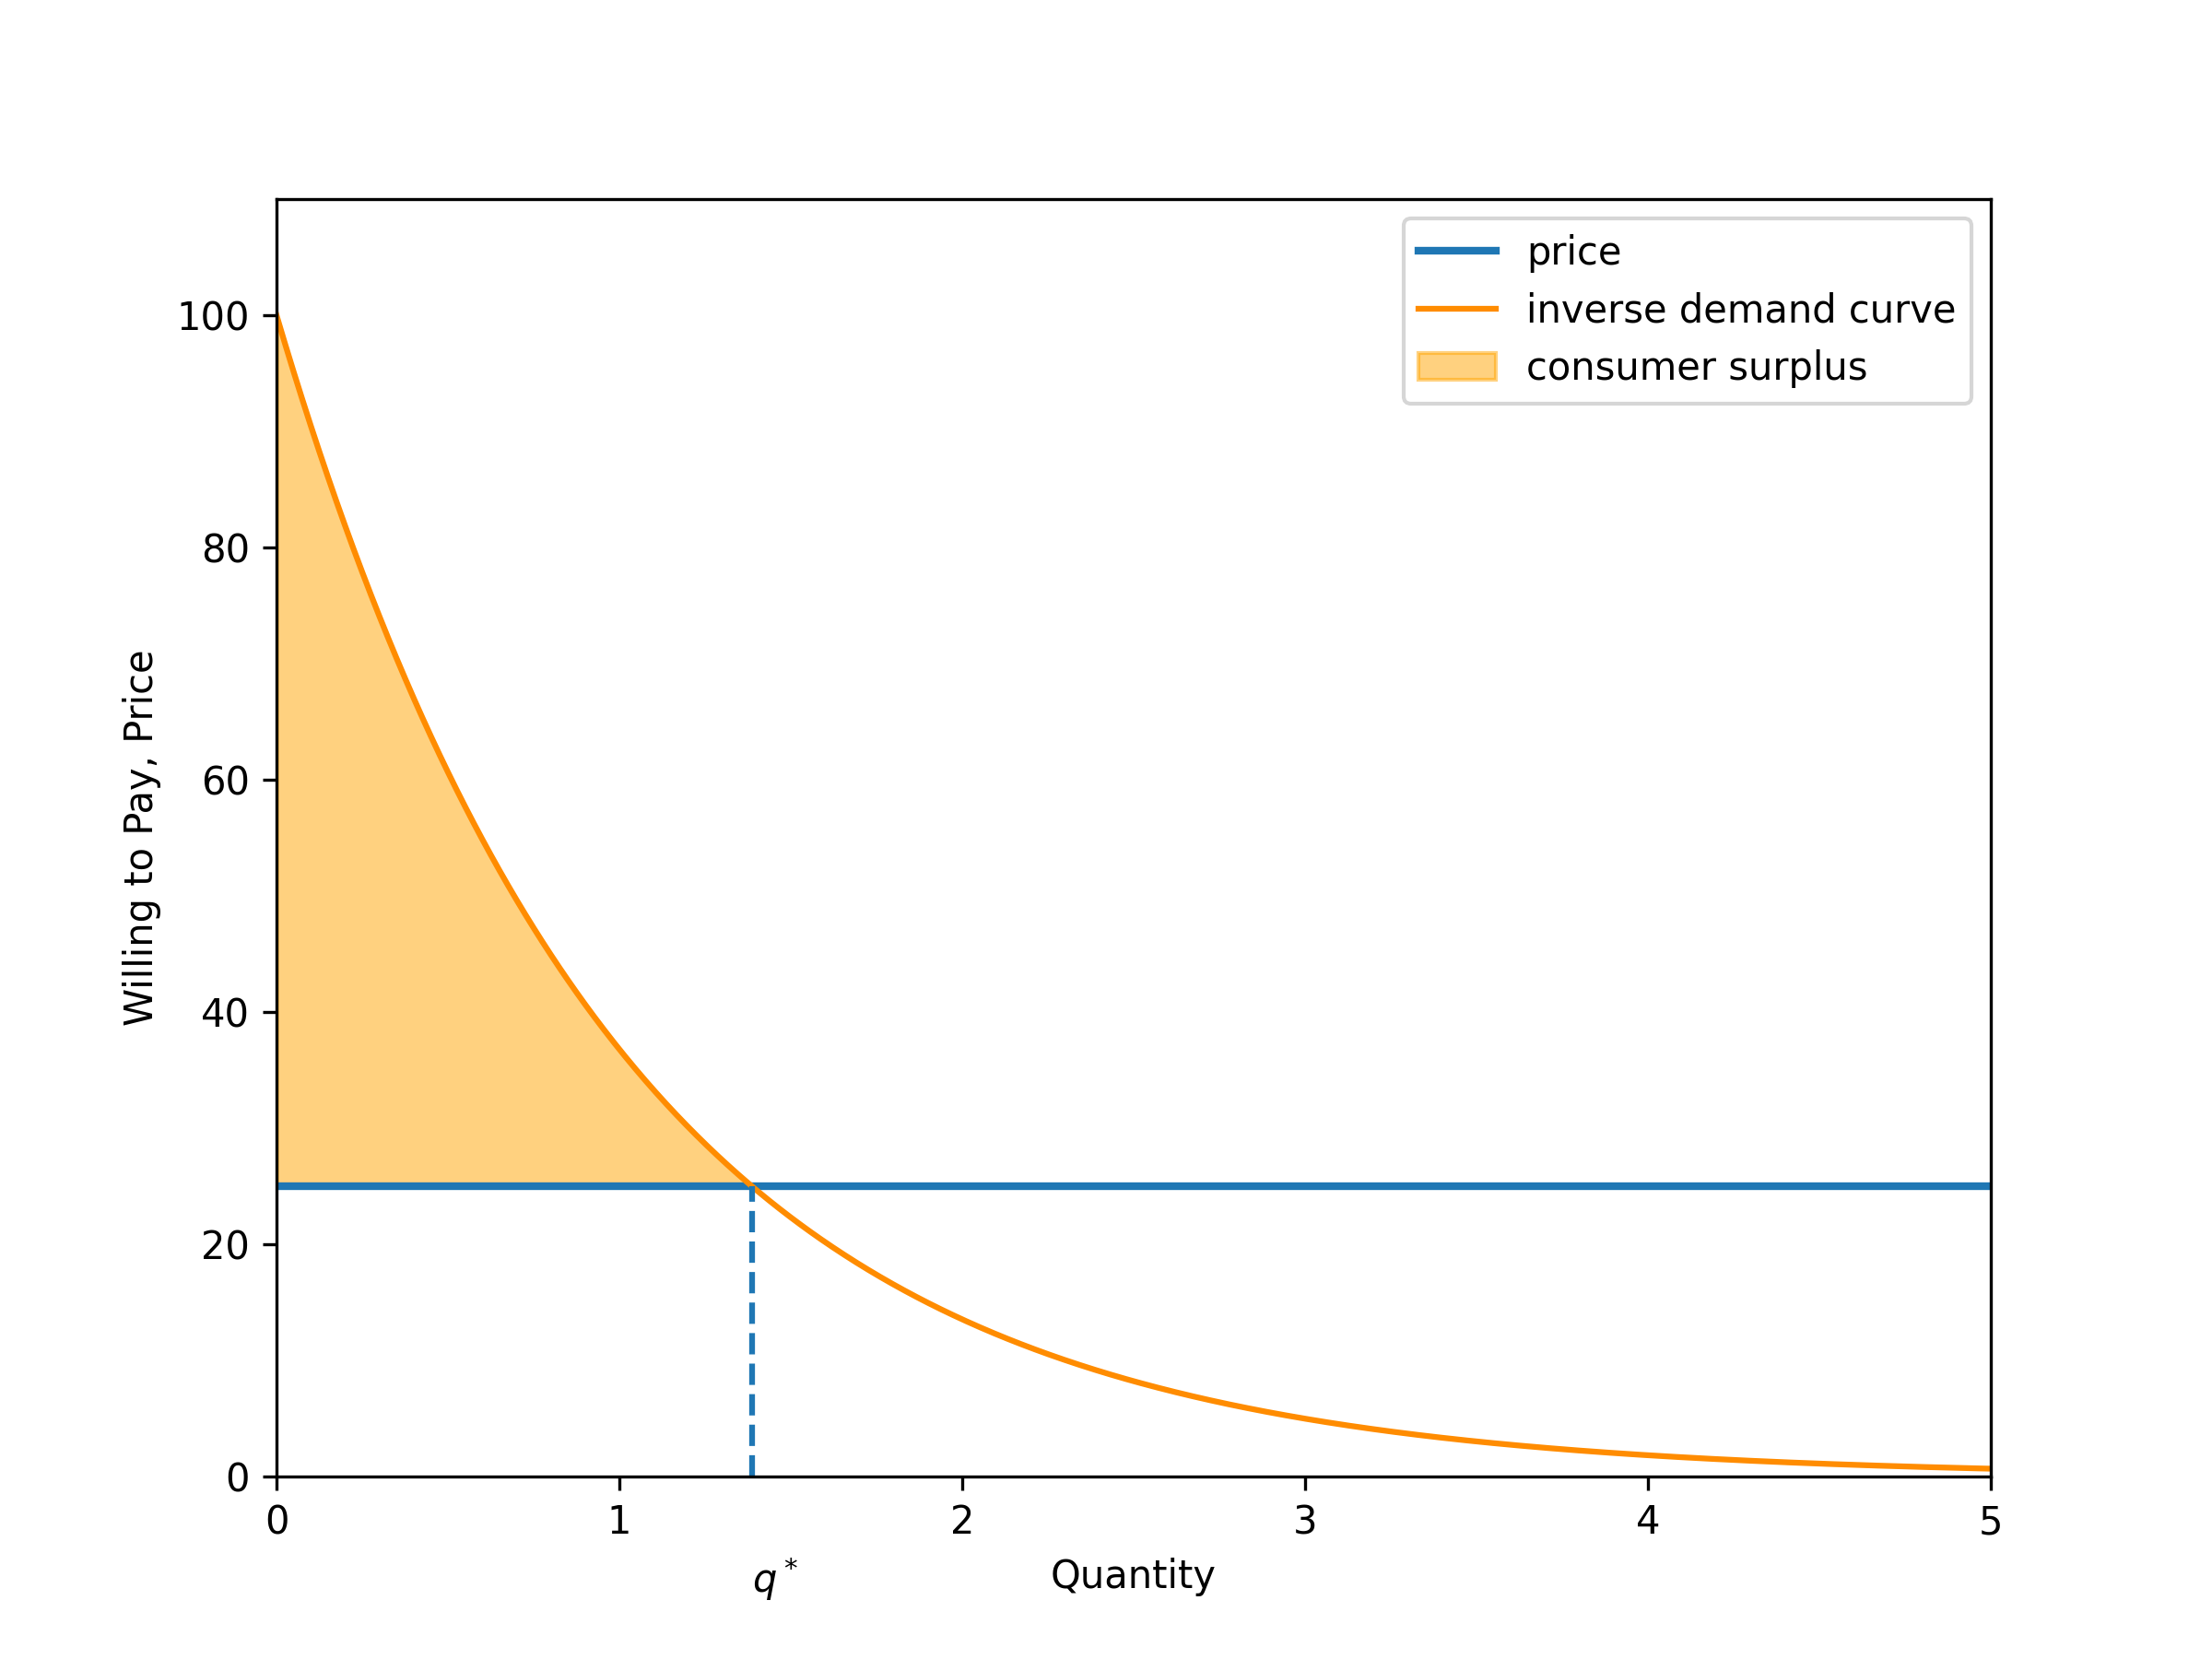 price
inverse demand curve
consumer surplus
100
80
60
40
20
0
Willing to Pay, Price
0 1 2 3 4 5
q* Quantity